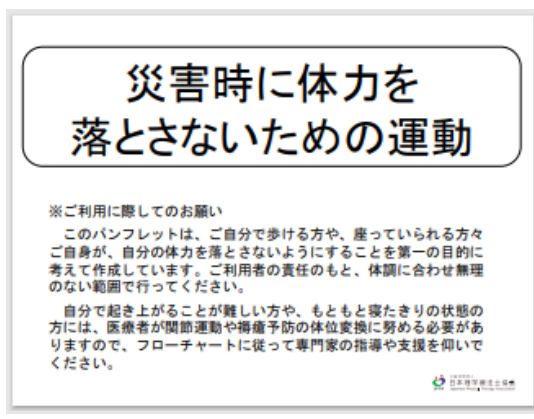 災害時に体力を
落とさないための運動
※ご利用に際してのお願い
このパンフレットは、ご自分で歩ける方や、座っていられる方々
ご自身が、自分の体力を落とさないようにすることを第一の目的に
考えて作成しています。ご利用者の責任のもと、体調に合わせ無理
のない範囲で行ってください。
自分で起き上がることが難しい方や、もともと寝たきりの状態の
方には、医療者が関節運動や褥瘡予防の体位変換に努める必要があ
りますので、フローチャートに従って専門家の指導や支援を仰いで
ください。
日本理学療法士協会